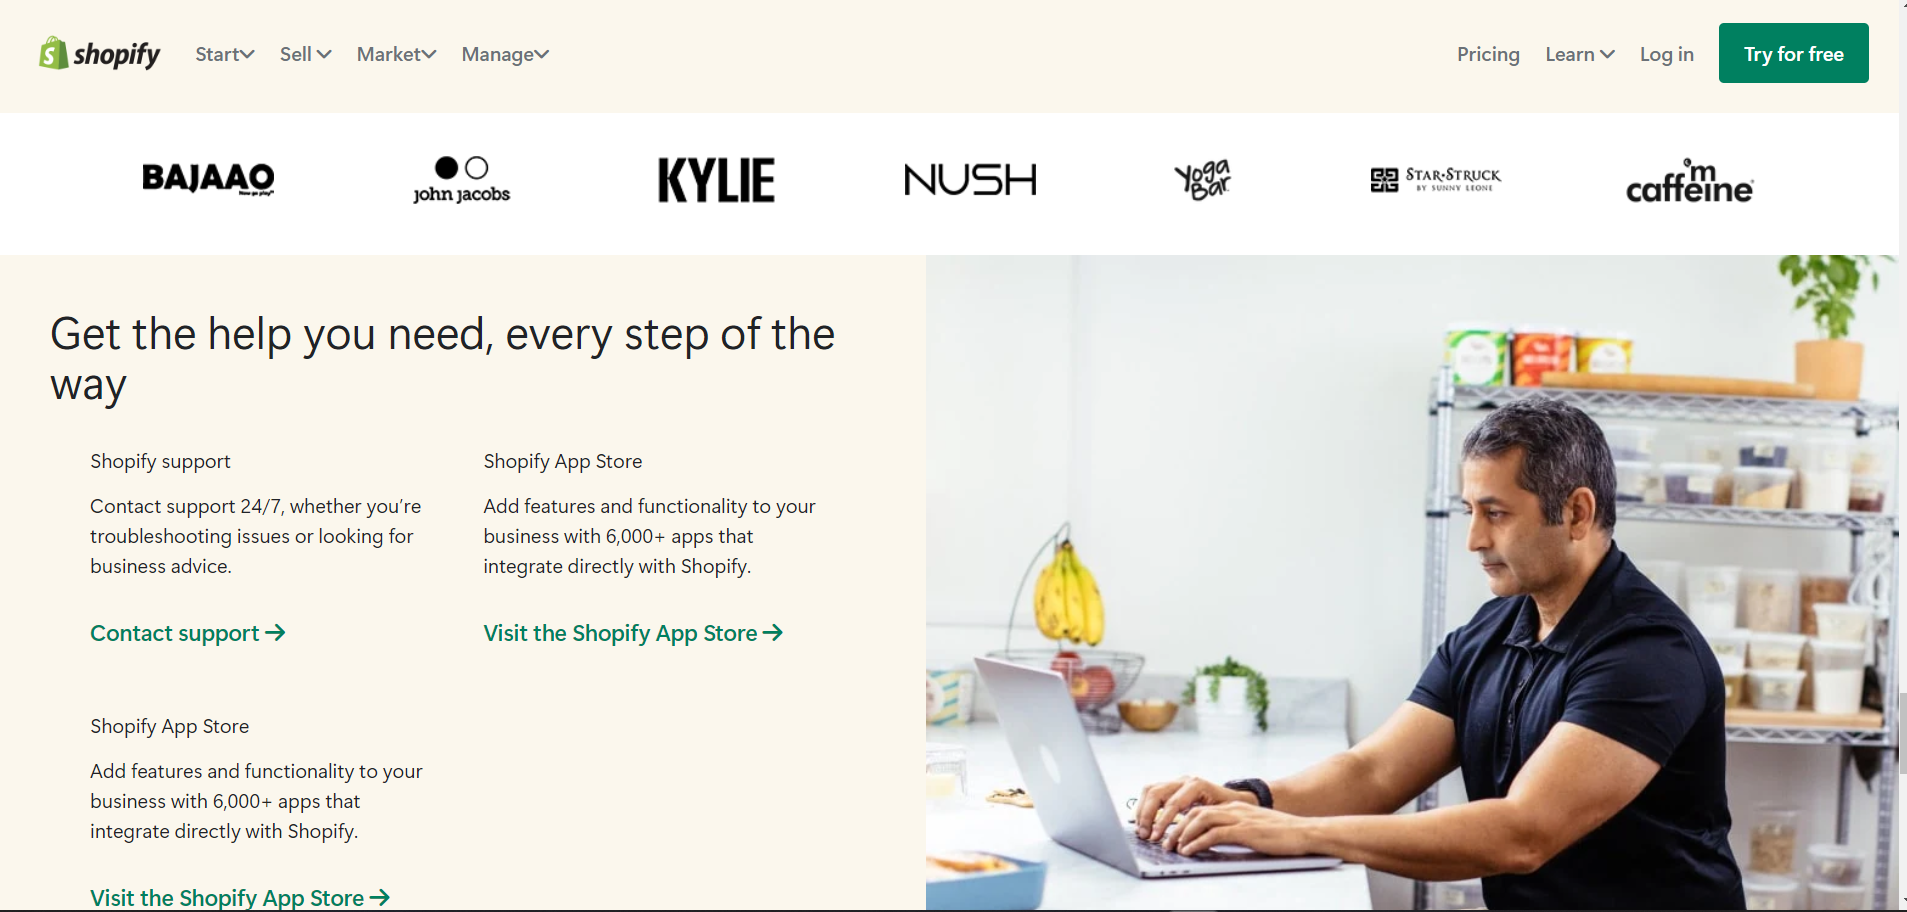 shopify
Start
Sell
Market
Manage
Pricing
Learn
Log in
Try for free
BAJAAO
Now go play
john jacobs
KYLIE
NUSH
Yoga
Bar
STAR·STRUCK
BY SUNNY LEONE
'm
caffeine
Get the help you need, every step of the
way
Shopify support
Contact support 24/7, whether you’re
troubleshooting issues or looking for
business advice.
Contact support →
Shopify App Store
Add features and functionality to your
business with 6,000+ apps that
integrate directly with Shopify.
Visit the Shopify App Store →
Shopify App Store
Add features and functionality to your
business with 6,000+ apps that
integrate directly with Shopify.
Visit the Shopify App Store →